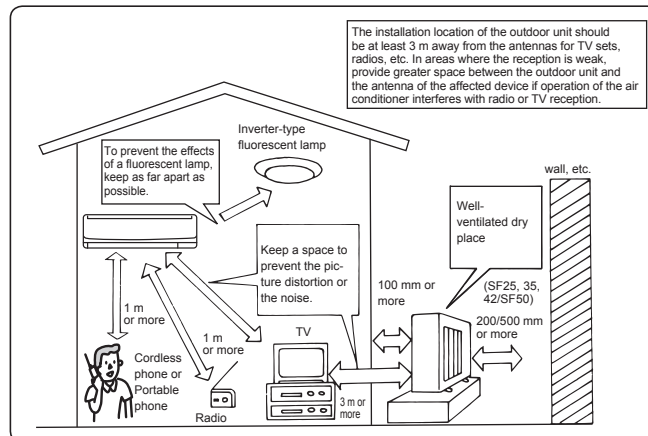 The installation location of the outdoor unit should
be at least 3 m away from the antennas for TV sets,
radios, etc. In areas where the reception is weak,
provide greater space between the outdoor unit and
the antenna of the affected device if operation of the air
conditioner interferes with radio or TV reception.
Inverter-type
fluorescent lamp
To prevent the effects
of a fluorescent lamp,
keep as far apart as
possible.
wall, etc.
Well-
ventilated dry
place
Keep a space to
prevent the pic-
ture distortion or
the noise.
100 mm or
more
(SF25, 35,
42/SF50)
200/500 mm
or more
1 m
or more
1 m
or more
TV
Cordless
phone or
Portable
phone
Radio
3 m or
more